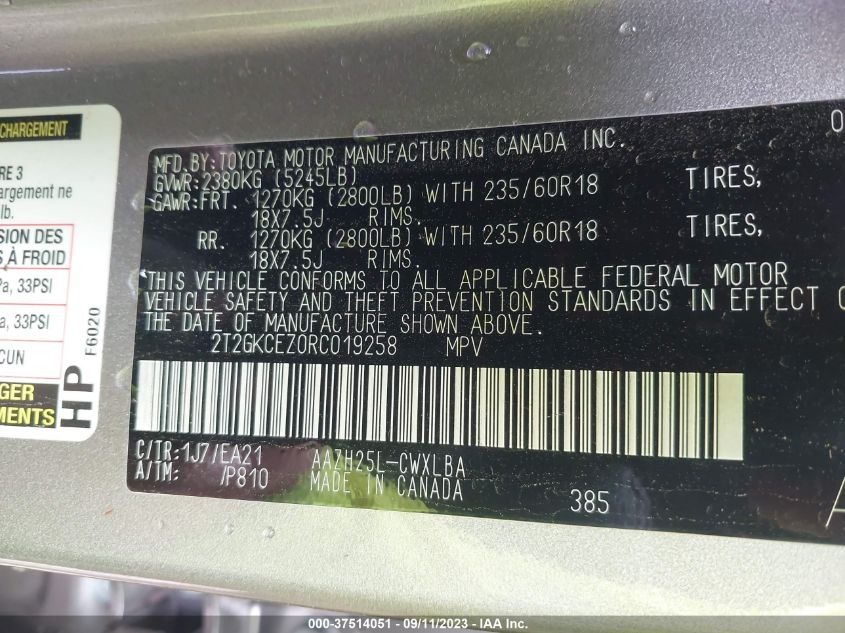 CHARGEMENT
RE 3
argement ne
lb.
SION DES
S À FROID
Pa, 33PSI
a, 33PSI
CUN
GER
MENTS
HP
F6020
MFD.BY:TOYOTA MOTOR MANUFACTURING CANADA INC.
GVWR:2380KG (5245LB)
GAWR:FRT. 1270KG (2800LB) WITH 235/60R18 TIRES,
18X7.5J RIMS.
RR. 1270KG (2800LB) WITH 235/60R18 TIRES,
18X7.5J RIMS.
THIS VEHICLE CONFORMS TO ALL APPLICABLE FEDERAL MOTOR
VEHICLE SAFETY AND THEFT PREVENTION STANDARDS IN EFFECT O
THE DATE OF MANUFACTURE SHOWN ABOVE.
2T2GKCEZ0RC019258 MPV
C/TR:1J7/EA21 AAZH25L-CWXLBA
A/TM: /P810 MADE IN CANADA
385
000-37514051 - 09/11/2023 - IAA Inc.